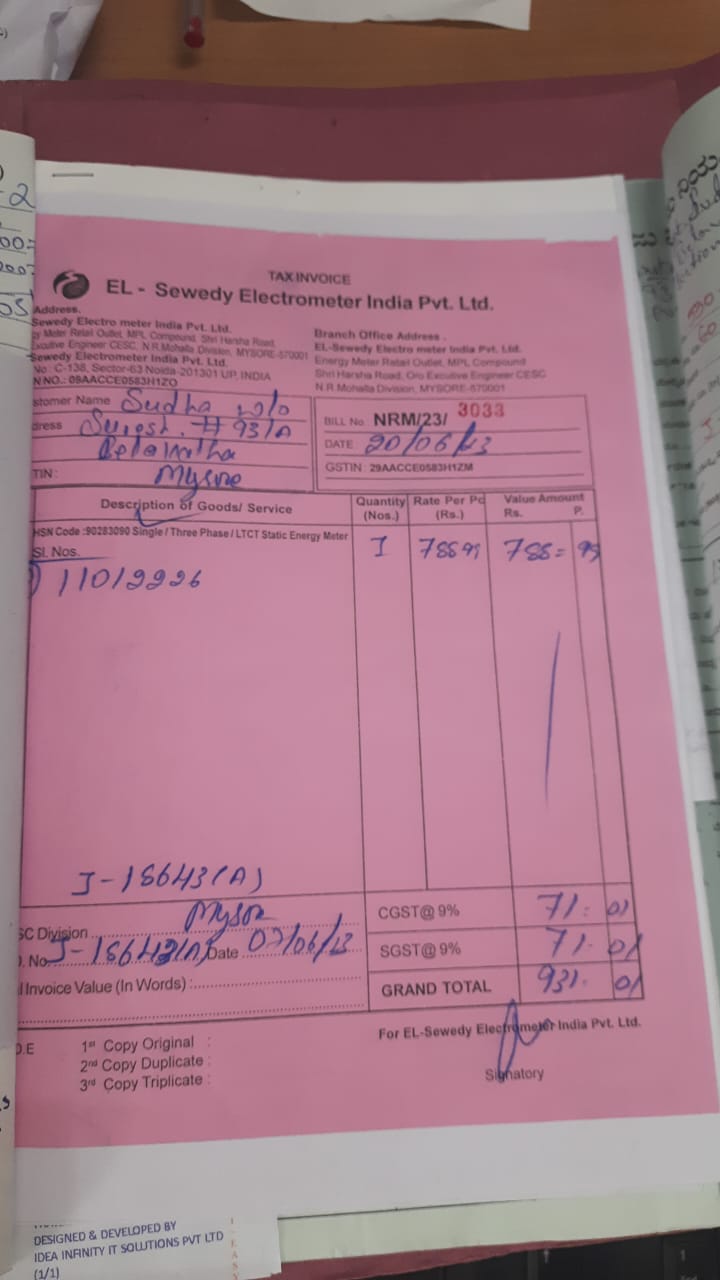 TAX INVOICE
EL - Sewedy Electrometer India Pvt. Ltd.
Address.
Sewedy Electro meter India Pvt. Ltd.
Meter Retail Outlet, MPL Compound, Shri Harsha Road,
Executive Engineer CESC, N.R.Mohalla Division, MYSORE-570001
Sewedy Electrometer India Pvt. Ltd.
No : C-138, Sector-63 Noida-201301 UP, INDIA
N NO.: 09AACCE0583H1ZO
Branch Office Address .
EL-Sewedy Electro meter India Pvt. Ltd.
Energy Meter Retail Outlet, MPL Compound
Shri Harsha Road, O/o Executive Engineer CESC
N.R.Mohalla Division, MYSORE-570001
stomer Name Sudha w/o
dress Suresh. # 93/A
Mysore
TIN:
BILL No. NRM/23/ 3033
DATE : 20/06/23
GSTIN: 29AACCE0583H1ZM
Description of Goods/ Service
Quantity (Nos.)
Rate Per Pc (Rs.)
Value Amount
Rs. P.
HSN Code :90283090 Single / Three Phase / LTCT Static Energy Meter
Sl. Nos.
1) 11019226
1 788 99 788= 99
J-18643(A)
CGST@ 9% 71. 01
SC Division Mysore
No. J-18643(A) Date 07/06/23
SGST@ 9% 71. 01
l Invoice Value (In Words) :
GRAND TOTAL 931. 01
For EL-Sewedy Electrometer India Pvt. Ltd.
D.E 1st Copy Original :
2nd Copy Duplicate :
3rd Copy Triplicate :
Signatory
DESIGNED & DEVELOPED BY
IDEA INFINITY IT SOLUTIONS PVT LTD
(1/1)